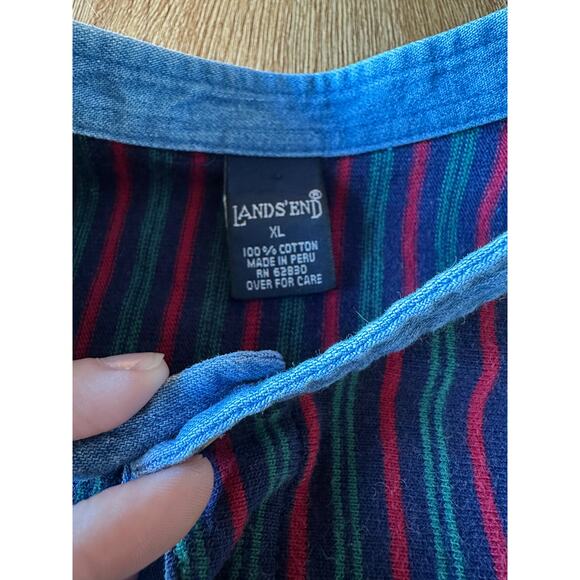 LANDS'END®
XL
100% COTTON
MADE IN PERU
RN 62830
OVER FOR CARE